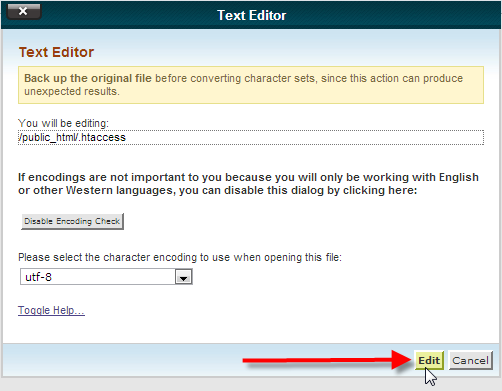 Text Editor
Text Editor
Back up the original file before converting character sets, since this action can produce
unexpected results.
You will be editing:
/public_html/.htaccess
If encodings are not important to you because you will only be working with English
or other Western languages, you can disable this dialog by clicking here:
Disable Encoding Check
Please select the character encoding to use when opening this file:
utf-8
Toggle Help...
Edit Cancel